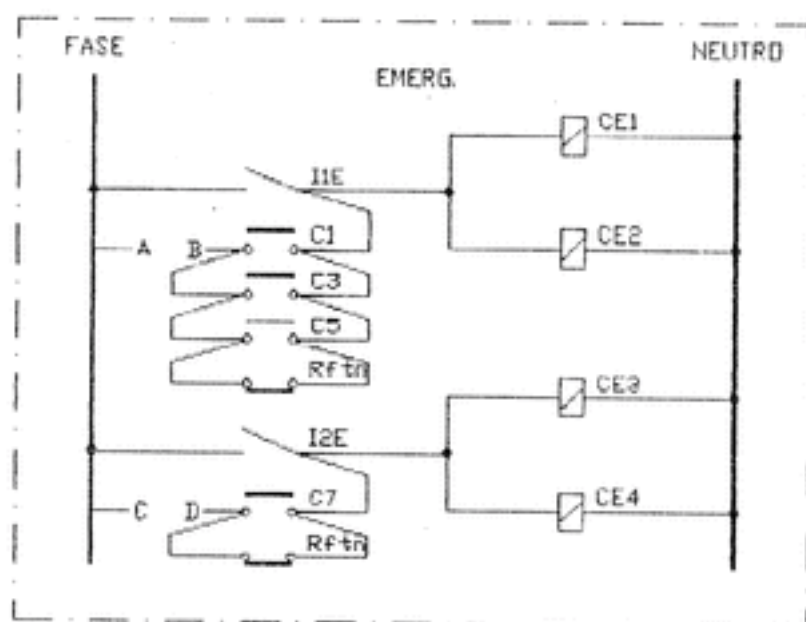 FASE
NEUTRO
EMERG.
CE1
I1E
C1
A
B
CE2
C3
C5
Rftn
CE3
I2E
C7
C
D
CE4
Rftn